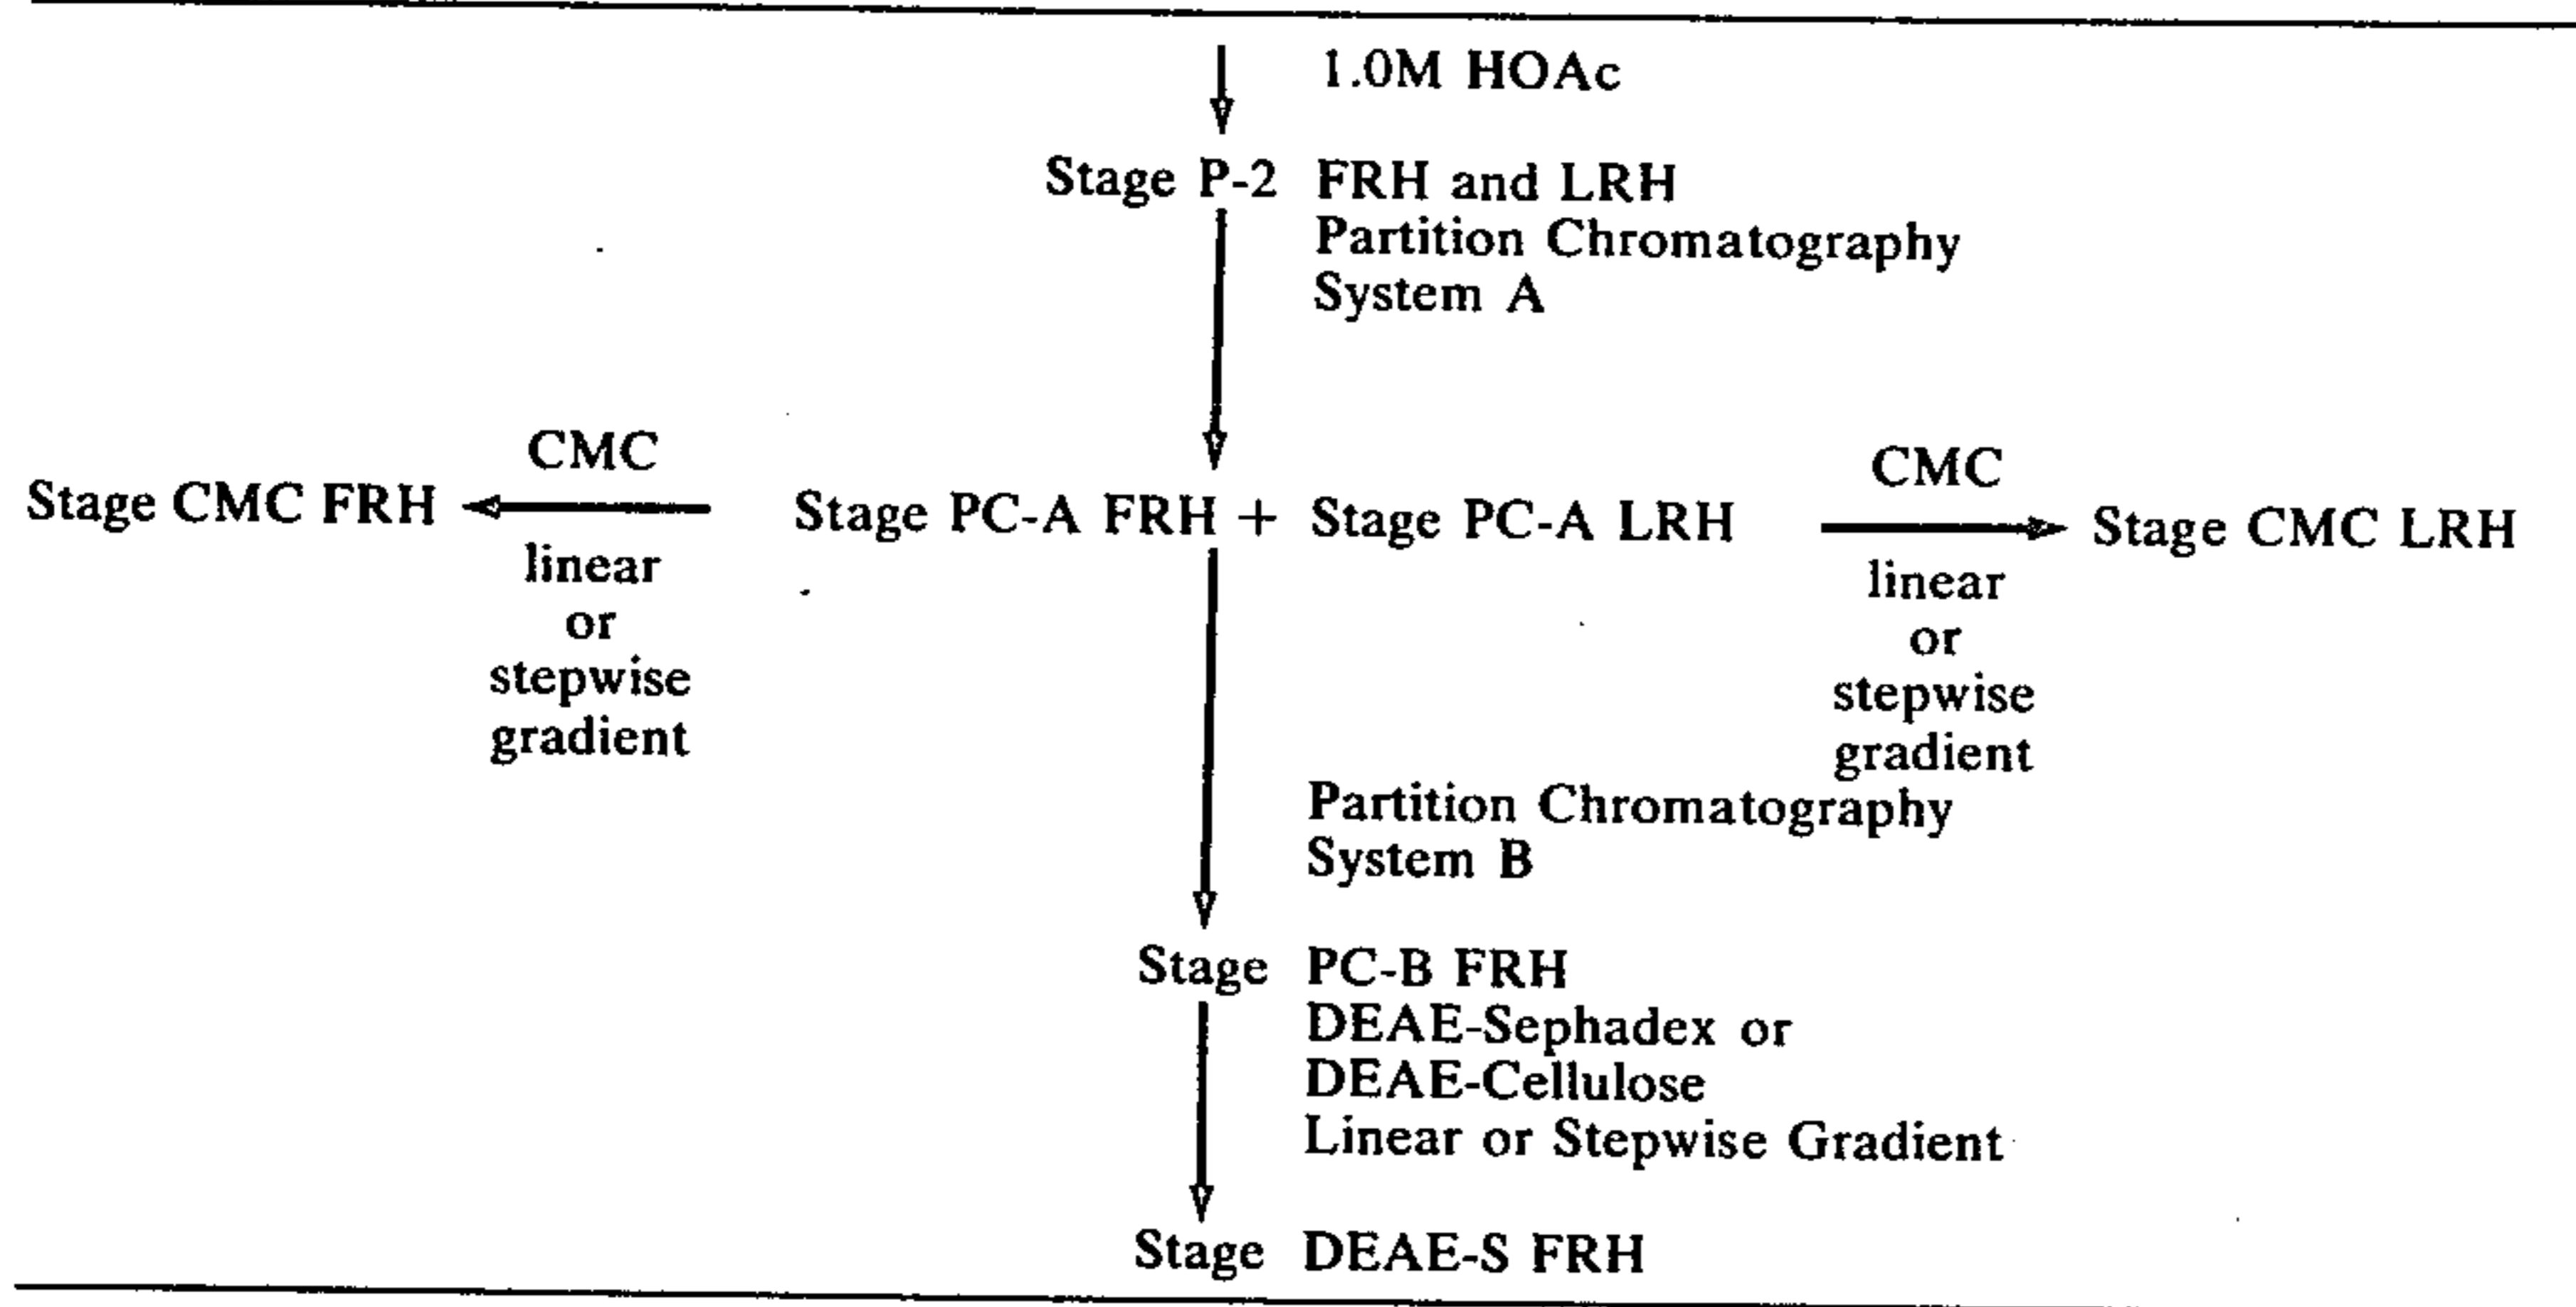 1.0M HOAc
Stage P-2 FRH and LRH
Partition Chromatography
System A
CMC
Stage CMC FRH
linear
or
stepwise
gradient
Stage PC-A FRH + Stage PC-A LRH
CMC
Stage CMC LRH
linear
or
stepwise
gradient
Partition Chromatography
System B
Stage PC-B FRH
DEAE-Sephadex or
DEAE-Cellulose
Linear or Stepwise Gradient
Stage DEAE-S FRH